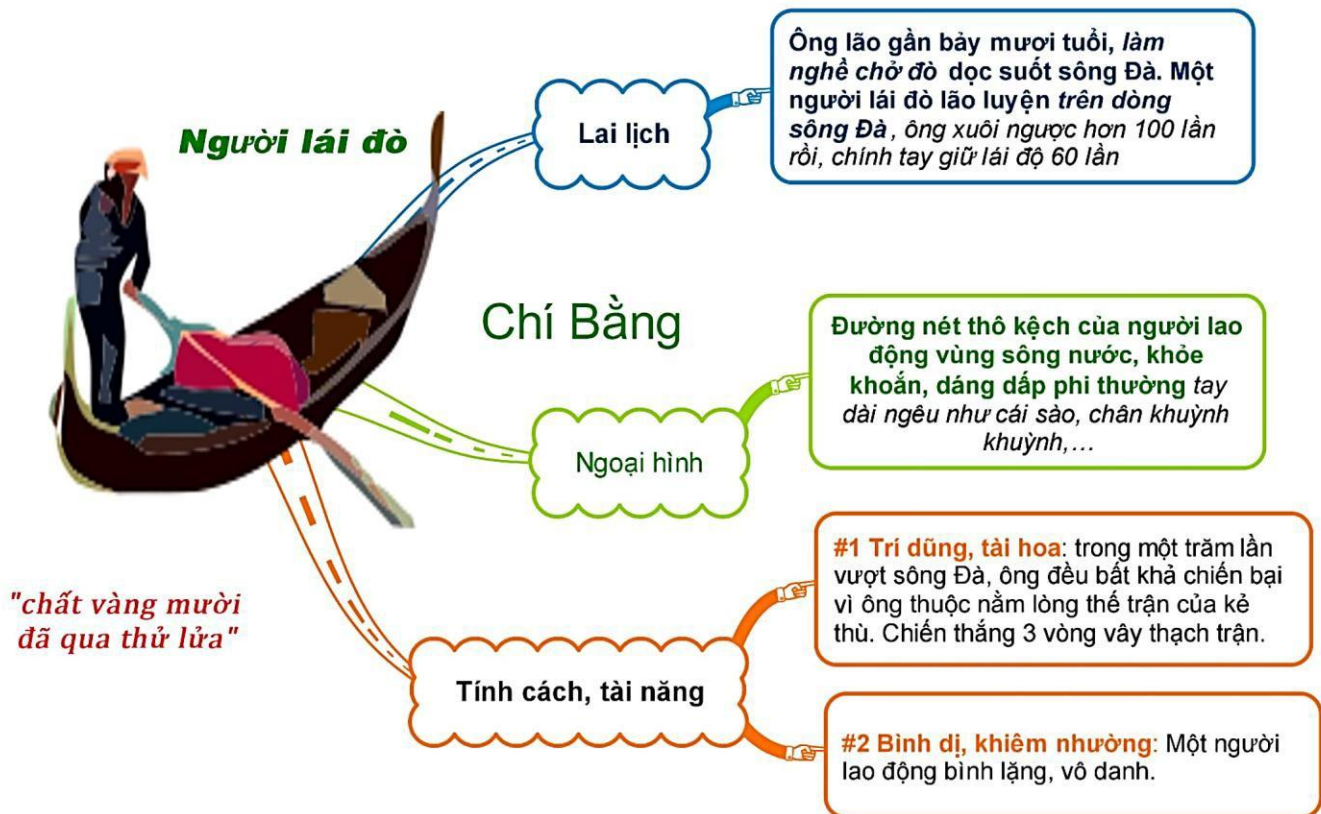 Người lái đò
Lai lịch
Ông lão gần bảy mươi tuổi, làm
nghề chở đò dọc suốt sông Đà. Một
người lái đò lão luyện trên dòng
sông Đà, ông xuôi ngược hơn 100 lần
rồi, chính tay giữ lái độ 60 lần
Chí Bằng
Ngoại hình
Đường nét thô kệch của người lao
động vùng sông nước, khỏe
khoắn, dáng dấp phi thường tay
dài ngêu như cái sào, chân khuỳnh
khuỳnh,…
"chất vàng mười
đã qua thử lửa"
Tính cách, tài năng
#1 Trí dũng, tài hoa: trong một trăm lần
vượt sông Đà, ông đều bất khả chiến bại
vì ông thuộc nằm lòng thế trận của kẻ
thù. Chiến thắng 3 vòng vây thạch trận.
#2 Bình dị, khiêm nhường: Một người
lao động bình lặng, vô danh.